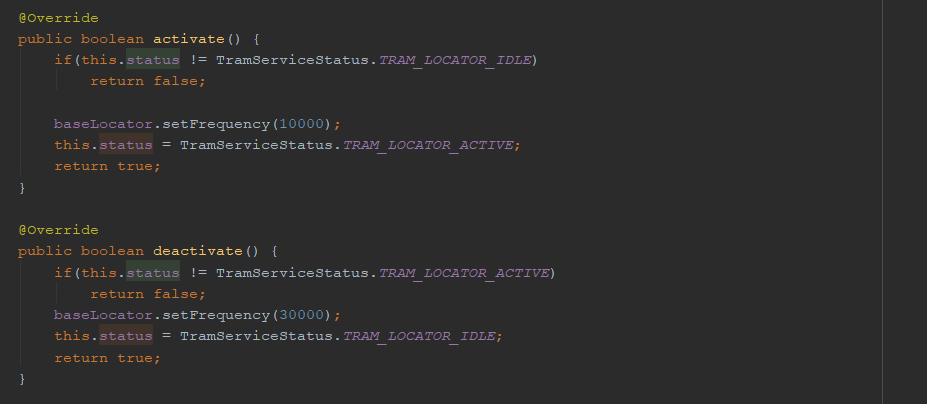 @Override
public boolean activate() {
if(this.status != TramServiceStatus.TRAM_LOCATOR_IDLE)
return false;
baseLocator.setFrequency(10000);
this.status = TramServiceStatus.TRAM_LOCATOR_ACTIVE;
return true;
}
@Override
public boolean deactivate() {
if(this.status != TramServiceStatus.TRAM_LOCATOR_ACTIVE)
return false;
baseLocator.setFrequency(30000);
this.status = TramServiceStatus.TRAM_LOCATOR_IDLE;
return true;
}